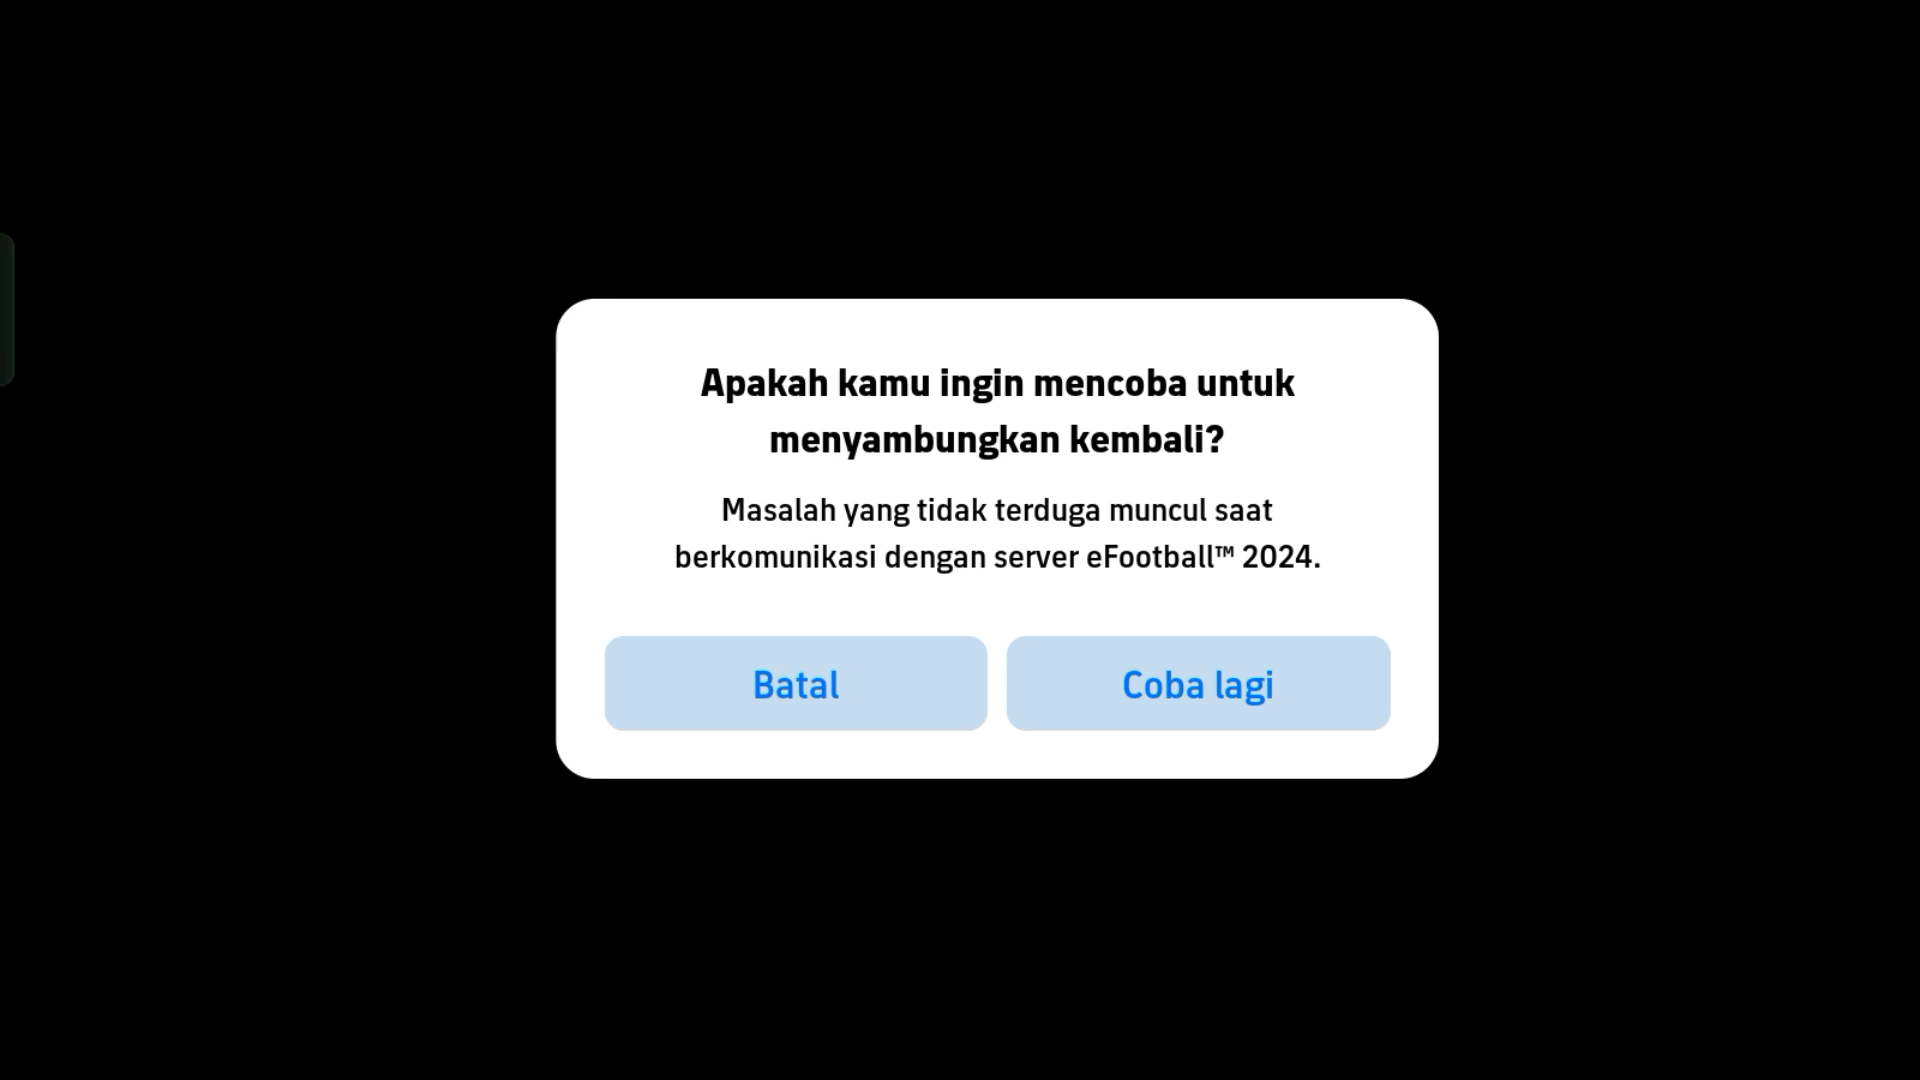 Apakah kamu ingin mencoba untuk
menyambungkan kembali?
Masalah yang tidak terduga muncul saat
berkomunikasi dengan server eFootball™ 2024.
Batal
Coba lagi